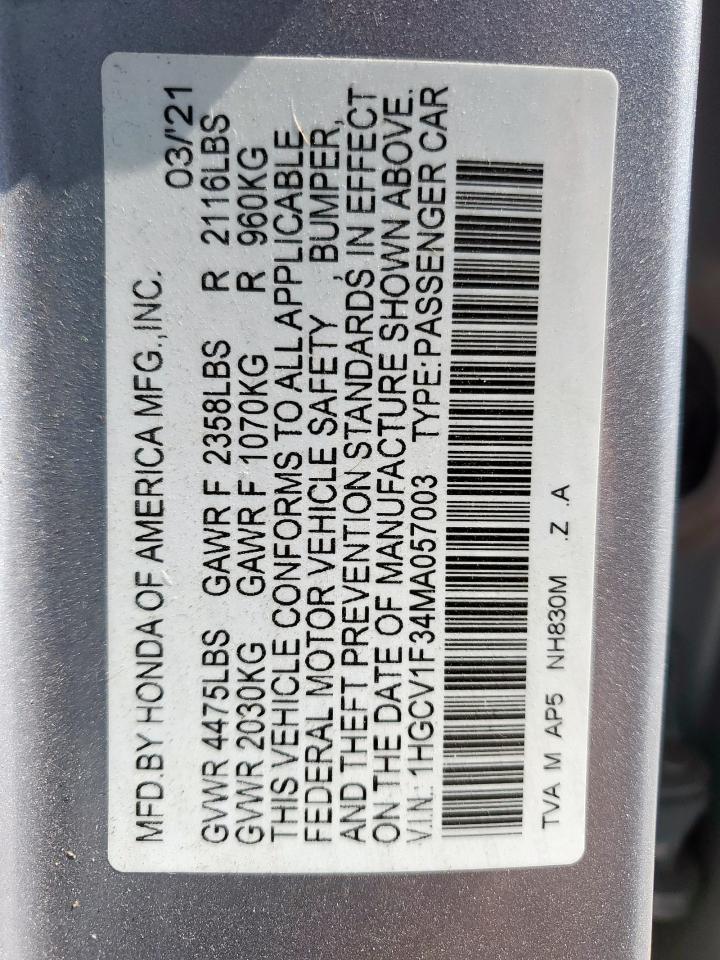 MFD.BY HONDA OF AMERICA MFG.,INC. 03/'21
GVWR 4475LBS GAWR F 2358LBS R 2116LBS
GVWR 2030KG GAWR F 1070KG R 960KG
THIS VEHICLE CONFORMS TO ALL APPLICABLE
FEDERAL MOTOR VEHICLE SAFETY , BUMPER,
AND THEFT PREVENTION STANDARDS IN EFFECT
ON THE DATE OF MANUFACTURE SHOWN ABOVE.
V.I.N.: 1HGCV1F34MA057003 TYPE:PASSENGER CAR
TVA M AP5 NH830M .Z .A